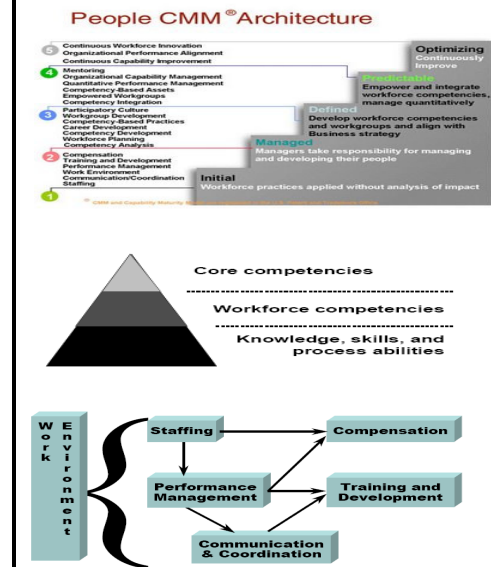 People CMM ® Architecture
5
Continuous Workforce Innovation
Organizational Performance Alignment
Continuous Capability Improvement
4
Mentoring
Organizational Capability Management
Quantitative Performance Management
Competency-Based Assets
Empowered Workgroups
Competency Integration
3
Participatory Culture
Workgroup Development
Competency-Based Practices
Career Development
Competency Development
Workforce Planning
Competency Analysis
2
Compensation
Training and Development
Performance Management
Work Environment
Communication/Coordination
Staffing
1
Optimizing
Continuously
Improve
Predictable
Empower and integrate
workforce competencies,
manage quantitatively
Defined
Develop workforce competencies
and workgroups and align with
Business strategy
Managed
Managers take responsibility for managing
and developing their people
Initial
Workforce practices applied without analysis of impact
® CMM and Capability Maturity
Core competencies
Workforce competencies
Knowledge, skills, and
process abilities
Work
Environment
Staffing
Compensation
Performance
Management
Training and
Development
Communication
& Coordination